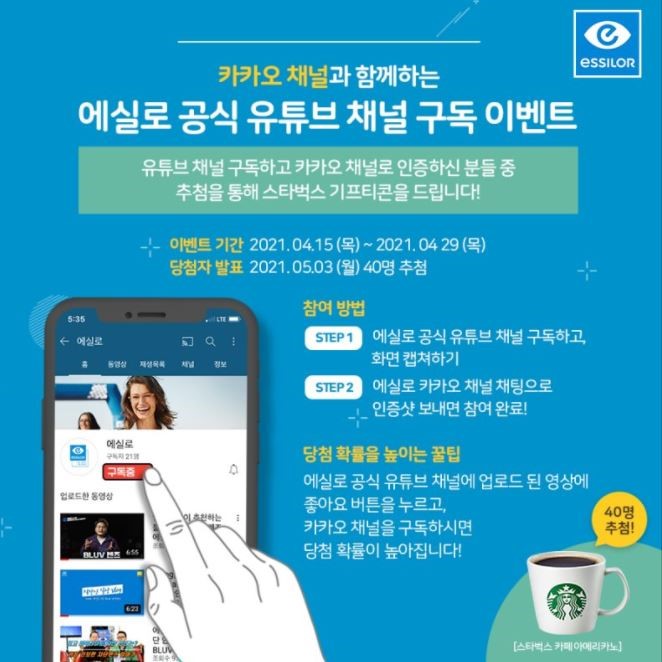 essilor
카카오 채널과 함께하는
에실로 공식 유튜브 채널 구독 이벤트
유튜브 채널 구독하고 카카오 채널로 인증하신 분들 중
추첨을 통해 스타벅스 기프티콘을 드립니다!
이벤트 기간 2021. 04.15 (목) ~ 2021. 04 29 (목)
당첨자 발표 2021. 05.03 (월) 40명 추첨
참여 방법
STEP 1 에실로 공식 유튜브 채널 구독하고,
화면 캡쳐하기
STEP 2 에실로 카카오 채널 채팅으로
인증샷 보내면 참여 완료!
당첨 확률을 높이는 꿀팁
에실로 공식 유튜브 채널에 업로드 된 영상에
좋아요 버튼을 누르고,
카카오 채널을 구독하시면
당첨 확률이 높아집니다!
40명
추첨!
[스타벅스 카페 아메리카노]
5:35 LTE
에실로
홈 동영상 재생목록 채널 정보
에실로
구독자 21명
구독중
업로드한 동영상
BLUV 렌즈
6:55
6:23